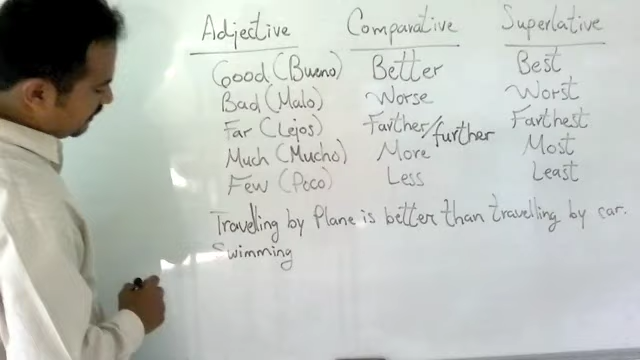 Adjective Comparative Superlative
Good (Bueno) Better Best
Bad (Malo) Worse Worst
Far (Lejos) Farther/further Farthest
Much (Mucho) More Most
Few (Poco) Less Least
Travelling by Plane is better than travelling by car.
Swimming